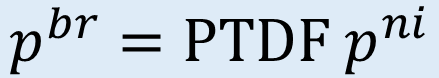 p^{br} = PTDF p^{ni}